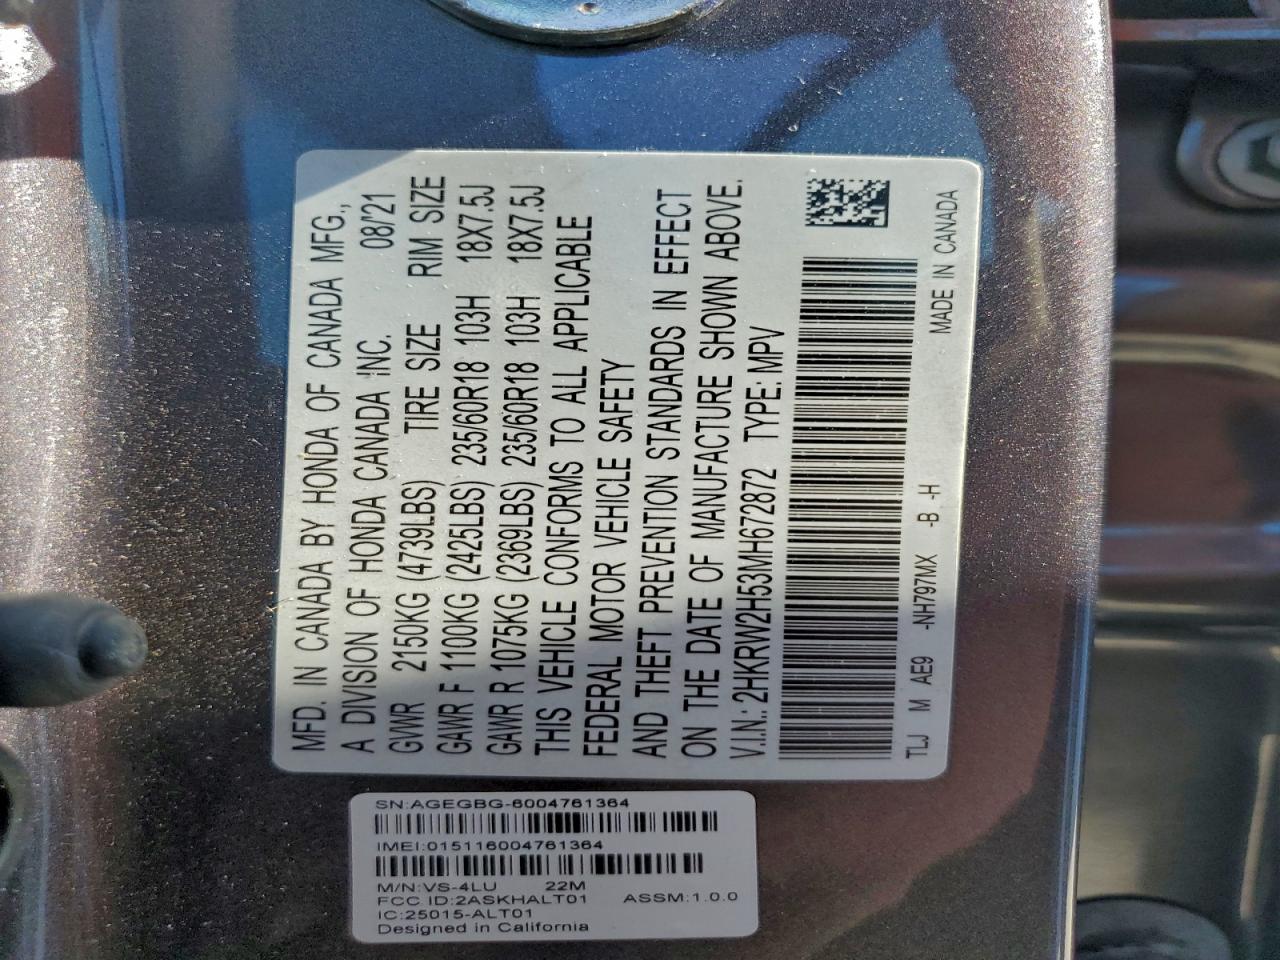 MFD. IN CANADA BY HONDA OF CANADA MFG.,
A DIVISION OF HONDA CANADA INC. 08/'21
GVWR 2150KG (4739LBS) TIRE SIZE RIM SIZE
GAWR F 1100KG (2425LBS) 235/60R18 103H 18X7.5J
GAWR R 1075KG (2369LBS) 235/60R18 103H 18X7.5J
THIS VEHICLE CONFORMS TO ALL APPLICABLE
FEDERAL MOTOR VEHICLE SAFETY
AND THEFT PREVENTION STANDARDS IN EFFECT
ON THE DATE OF MANUFACTURE SHOWN ABOVE.
V.I.N.: 2HKRW2H53MH672872 TYPE: MPV
TLJ M AE9 -NH797MX -B -H MADE IN CANADA
SN:AGEGBG-6004761364
IMEI:015116004761364
M/N:VS-4LU 22M
FCC ID:2ASKHALT01 ASSM:1.0.0
IC:25015-ALT01
Designed in California